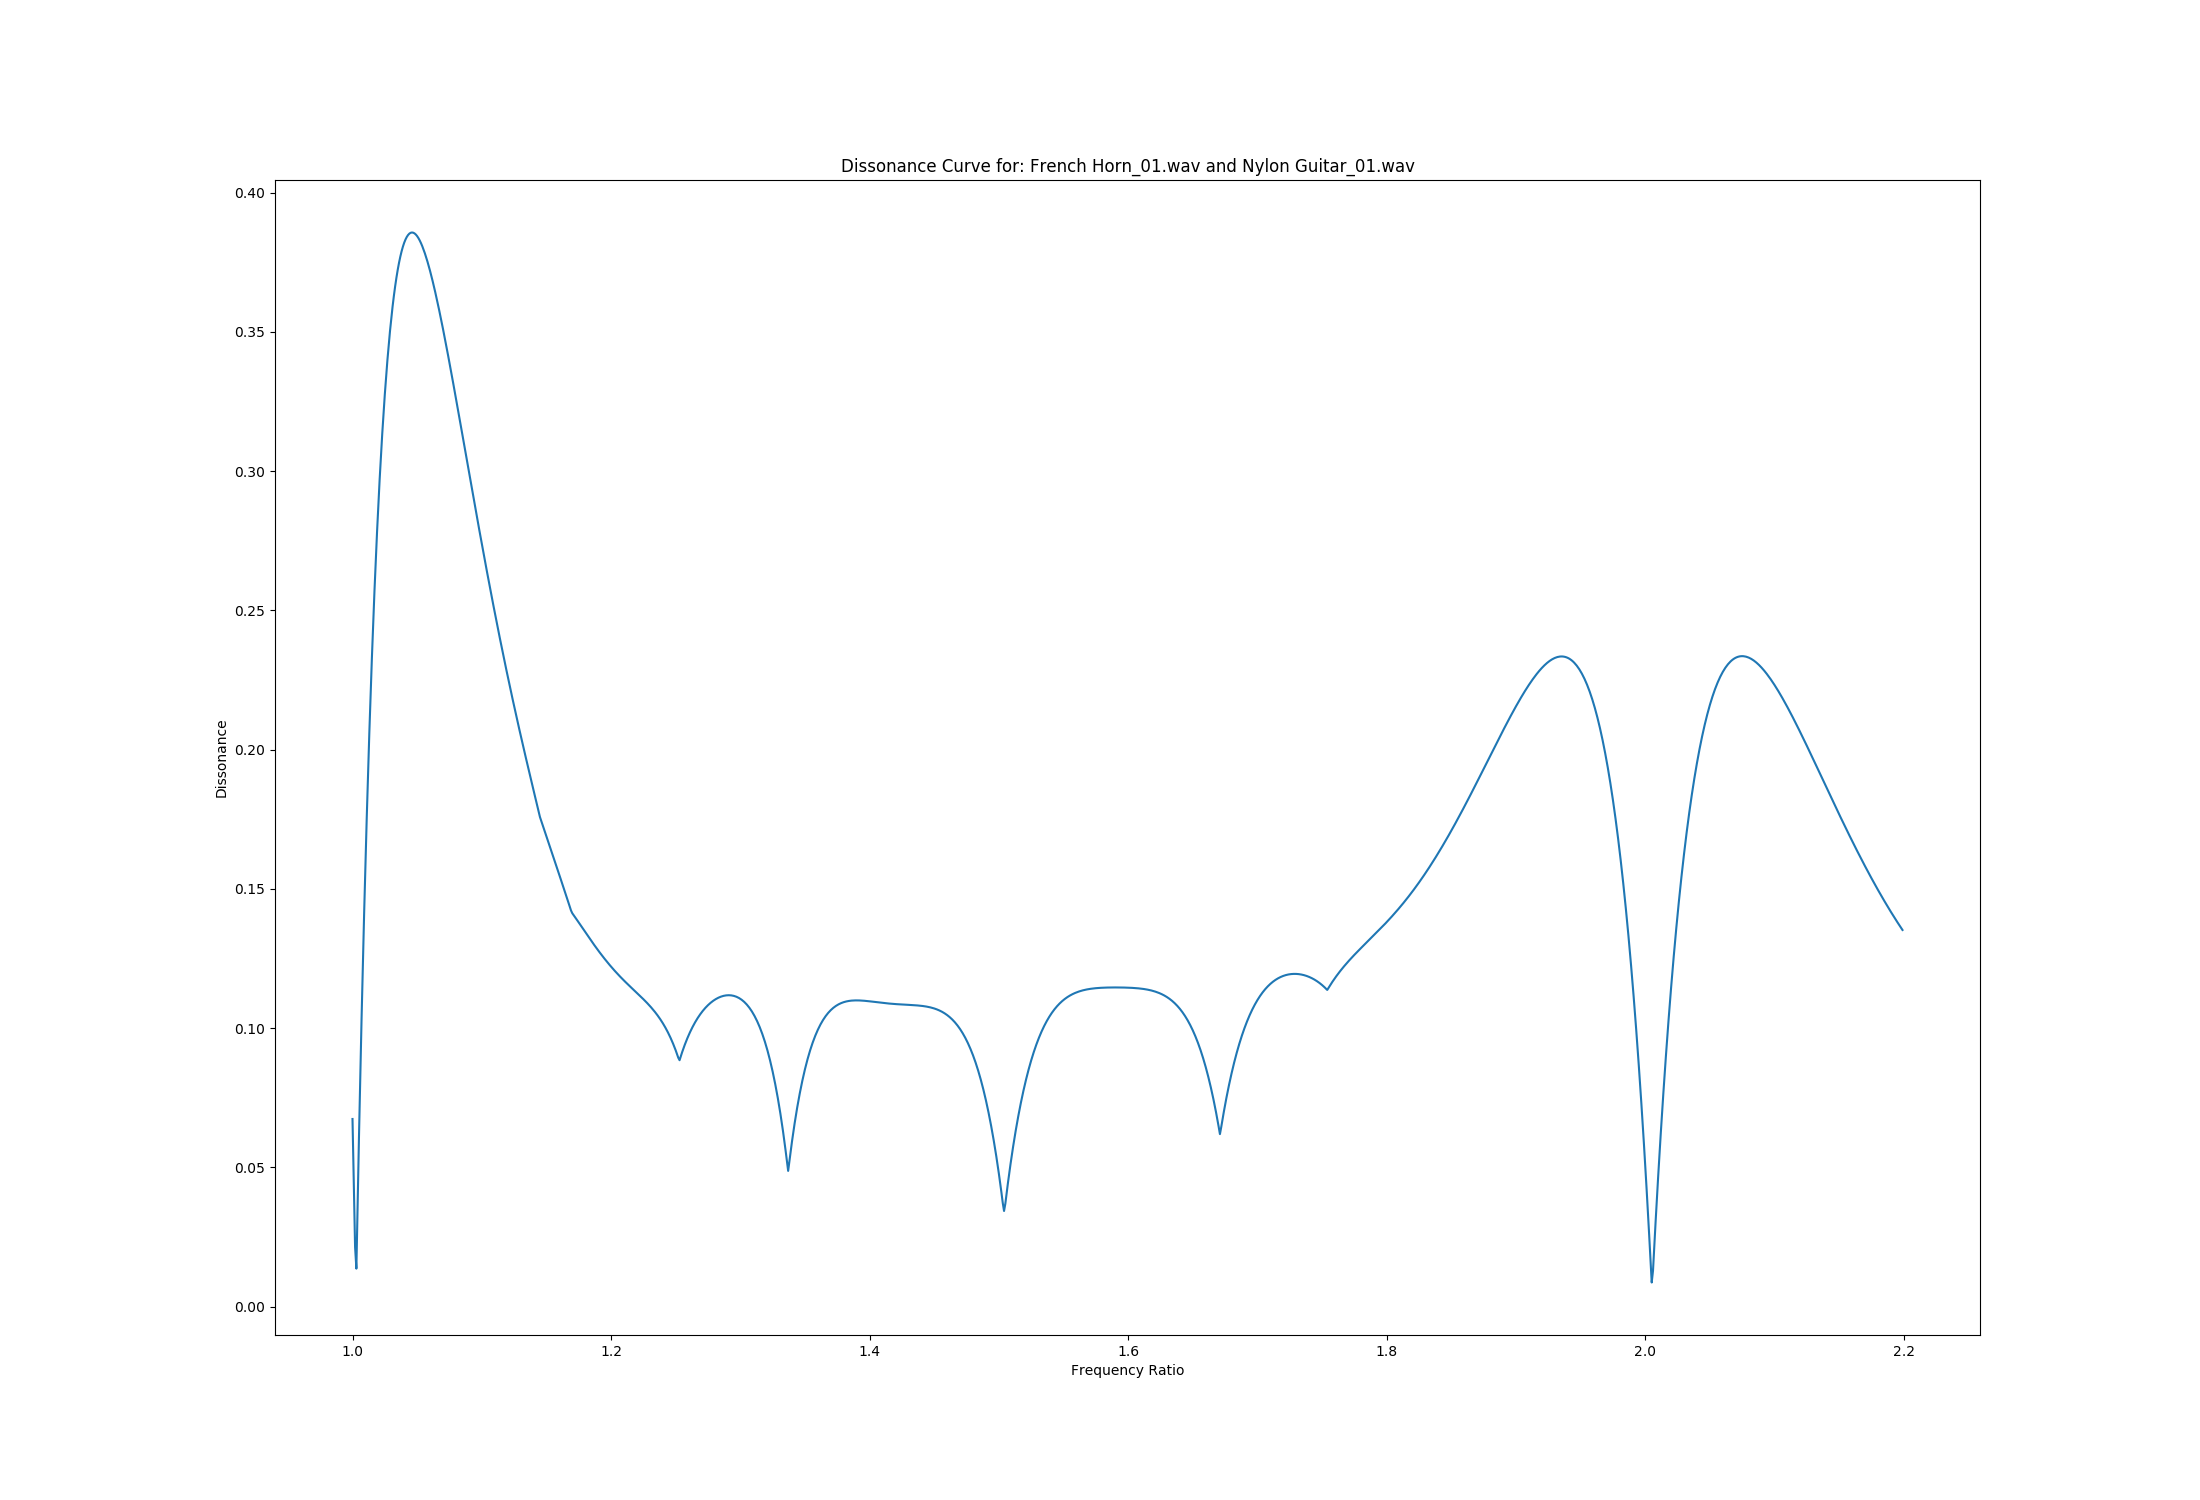 Dissonance Curve for: French Horn_01.wav and Nylon Guitar_01.wav
0.40
0.35
0.30
0.25
0.20
0.15
0.10
0.05
0.00
Dissonance
1.0 1.2 1.4 1.6 1.8 2.0 2.2
Frequency Ratio